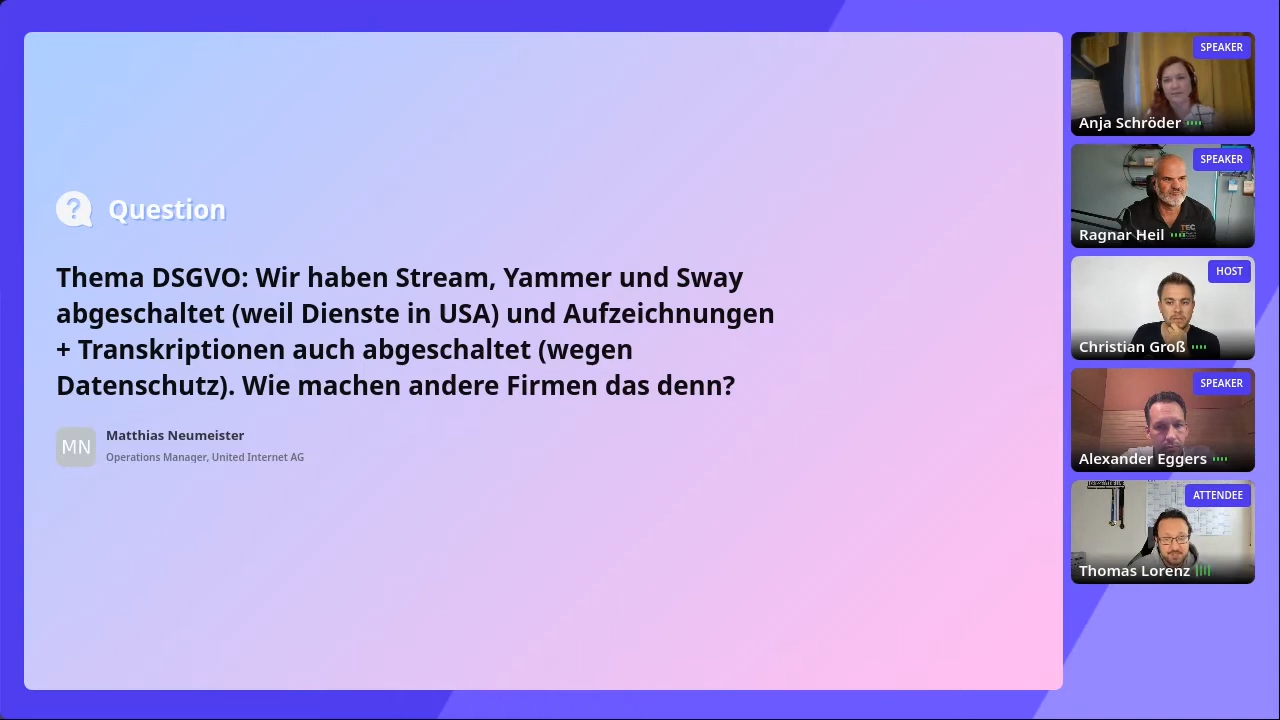 Question
Thema DSGVO: Wir haben Stream, Yammer und Sway
abgeschaltet (weil Dienste in USA) und Aufzeichnungen
+ Transkriptionen auch abgeschaltet (wegen
Datenschutz). Wie machen andere Firmen das denn?
MN
Matthias Neumeister
Operations Manager, United Internet AG
SPEAKER
Anja Schröder
SPEAKER
TEC
Ragnar Heil
HOST
Christian Groß
SPEAKER
Alexander Eggers
ATTENDEE
Thomas Lorenz